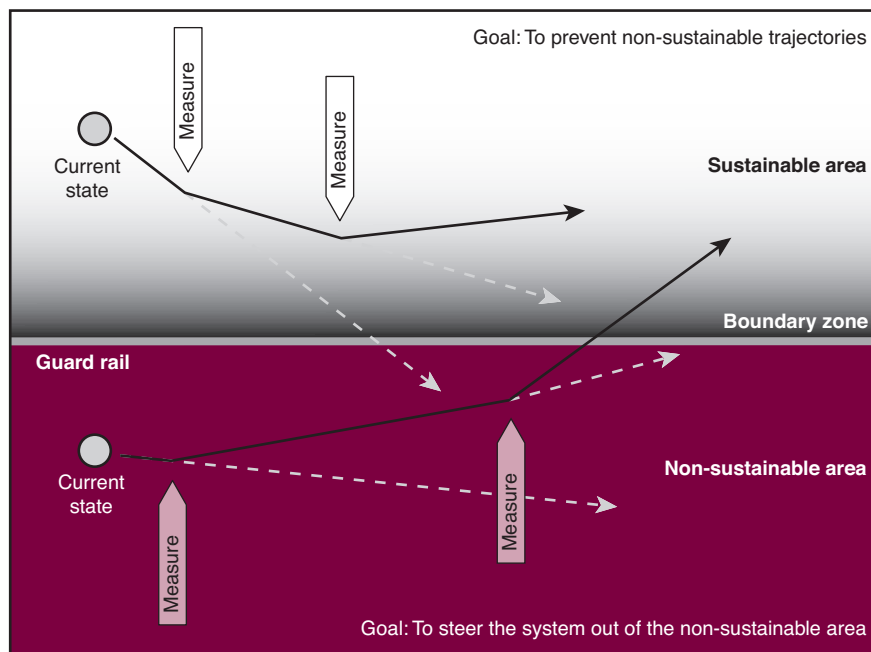 Goal: To prevent non-sustainable trajectories
Measure
Measure
Current
state
Sustainable area
Boundary zone
Guard rail
Current
state
Non-sustainable area
Measure
Measure
Goal: To steer the system out of the non-sustainable area